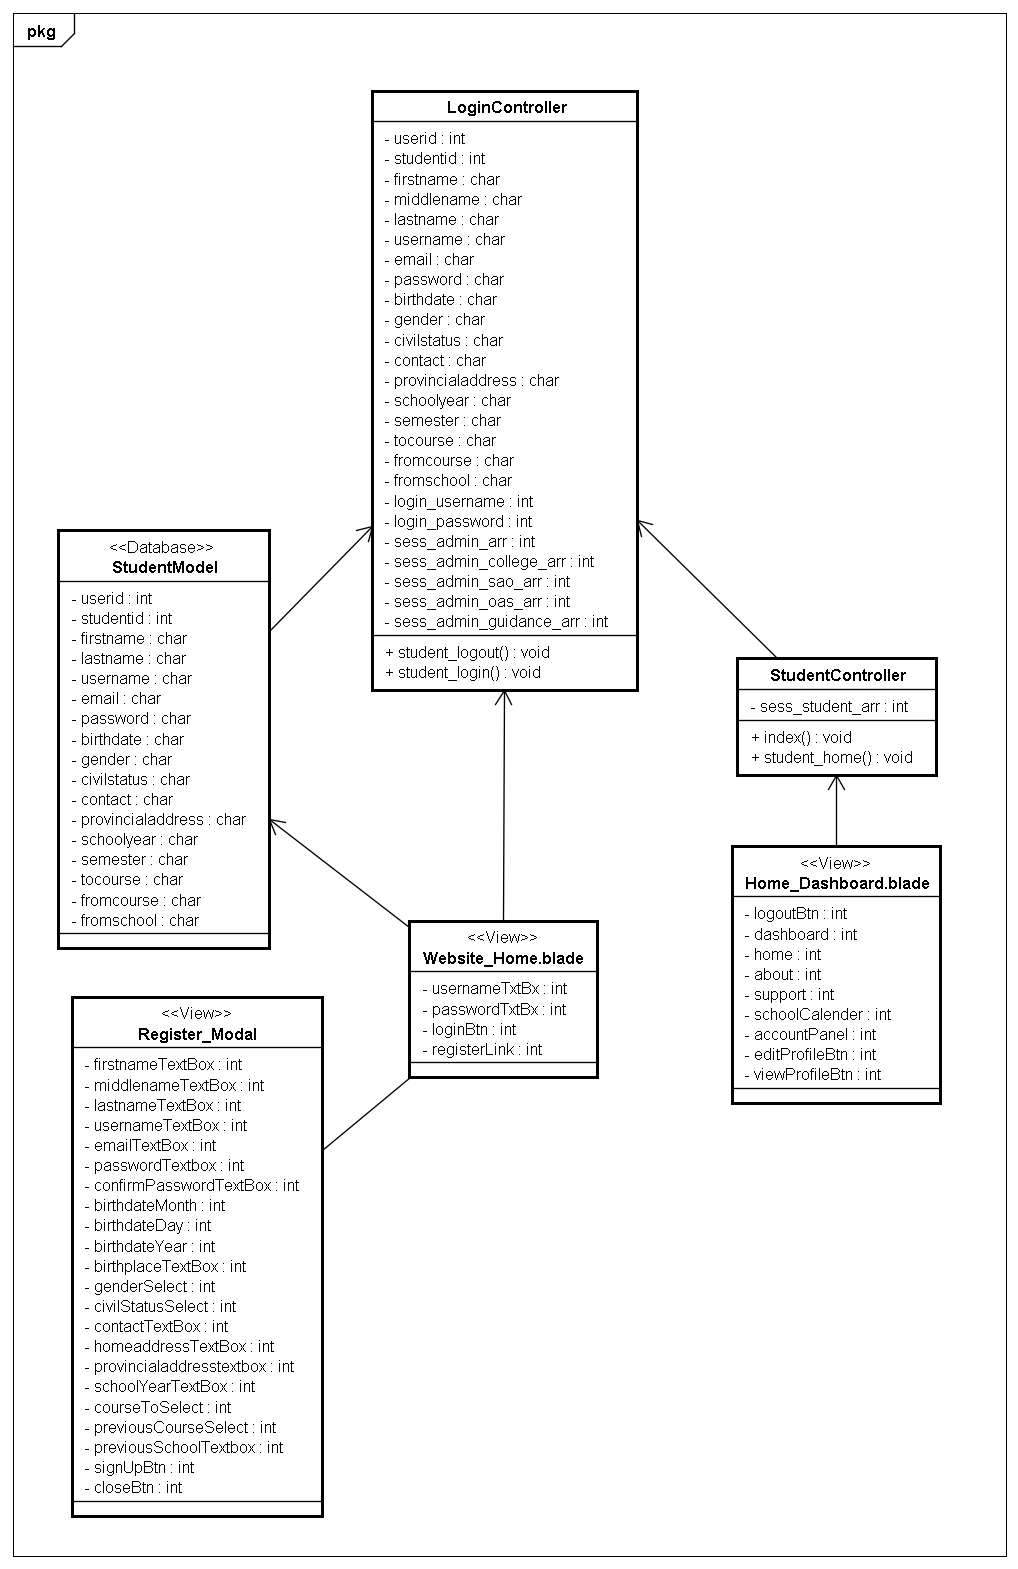 pkg
LoginController
- userid : int
- studentid : int
- firstname : char
- middlename : char
- lastname : char
- username : char
- email : char
- password : char
- birthdate : char
- gender : char
- civilstatus : char
- contact : char
- provincialaddress : char
- schoolyear : char
- semester : char
- tocourse : char
- fromcourse : char
- fromschool : char
- login_username : int
- login_password : int
- sess_admin_arr : int
- sess_admin_college_arr : int
- sess_admin_sao_arr : int
- sess_admin_oas_arr : int
- sess_admin_guidance_arr : int
+ student_logout() : void
+ student_login() : void
<<Database>>
StudentModel
- userid : int
- studentid : int
- firstname : char
- lastname : char
- username : char
- email : char
- password : char
- birthdate : char
- gender : char
- civilstatus : char
- contact : char
- provincialaddress : char
- schoolyear : char
- semester : char
- tocourse : char
- fromcourse : char
- fromschool : char
StudentController
- sess_student_arr : int
+ index() : void
+ student_home() : void
<<View>>
Home_Dashboard.blade
- logoutBtn : int
- dashboard : int
- home : int
- about : int
- support : int
- schoolCalender : int
- accountPanel : int
- editProfileBtn : int
- viewProfileBtn : int
<<View>>
Website_Home.blade
- usernameTxtBx : int
- passwordTxtBx : int
- loginBtn : int
- registerLink : int
<<View>>
Register_Modal
- firstnameTextBox : int
- middlenameTextBox : int
- lastnameTextBox : int
- usernameTextBox : int
- emailTextBox : int
- passwordTextbox : int
- confirmPasswordTextBox : int
- birthdateMonth : int
- birthdateDay : int
- birthdateYear : int
- birthplaceTextBox : int
- genderSelect : int
- civilStatusSelect : int
- contactTextBox : int
- homeaddressTextBox : int
- provincialaddresstextbox : int
- schoolYearTextBox : int
- courseToSelect : int
- previousCourseSelect : int
- previousSchoolTextbox : int
- signUpBtn : int
- closeBtn : int